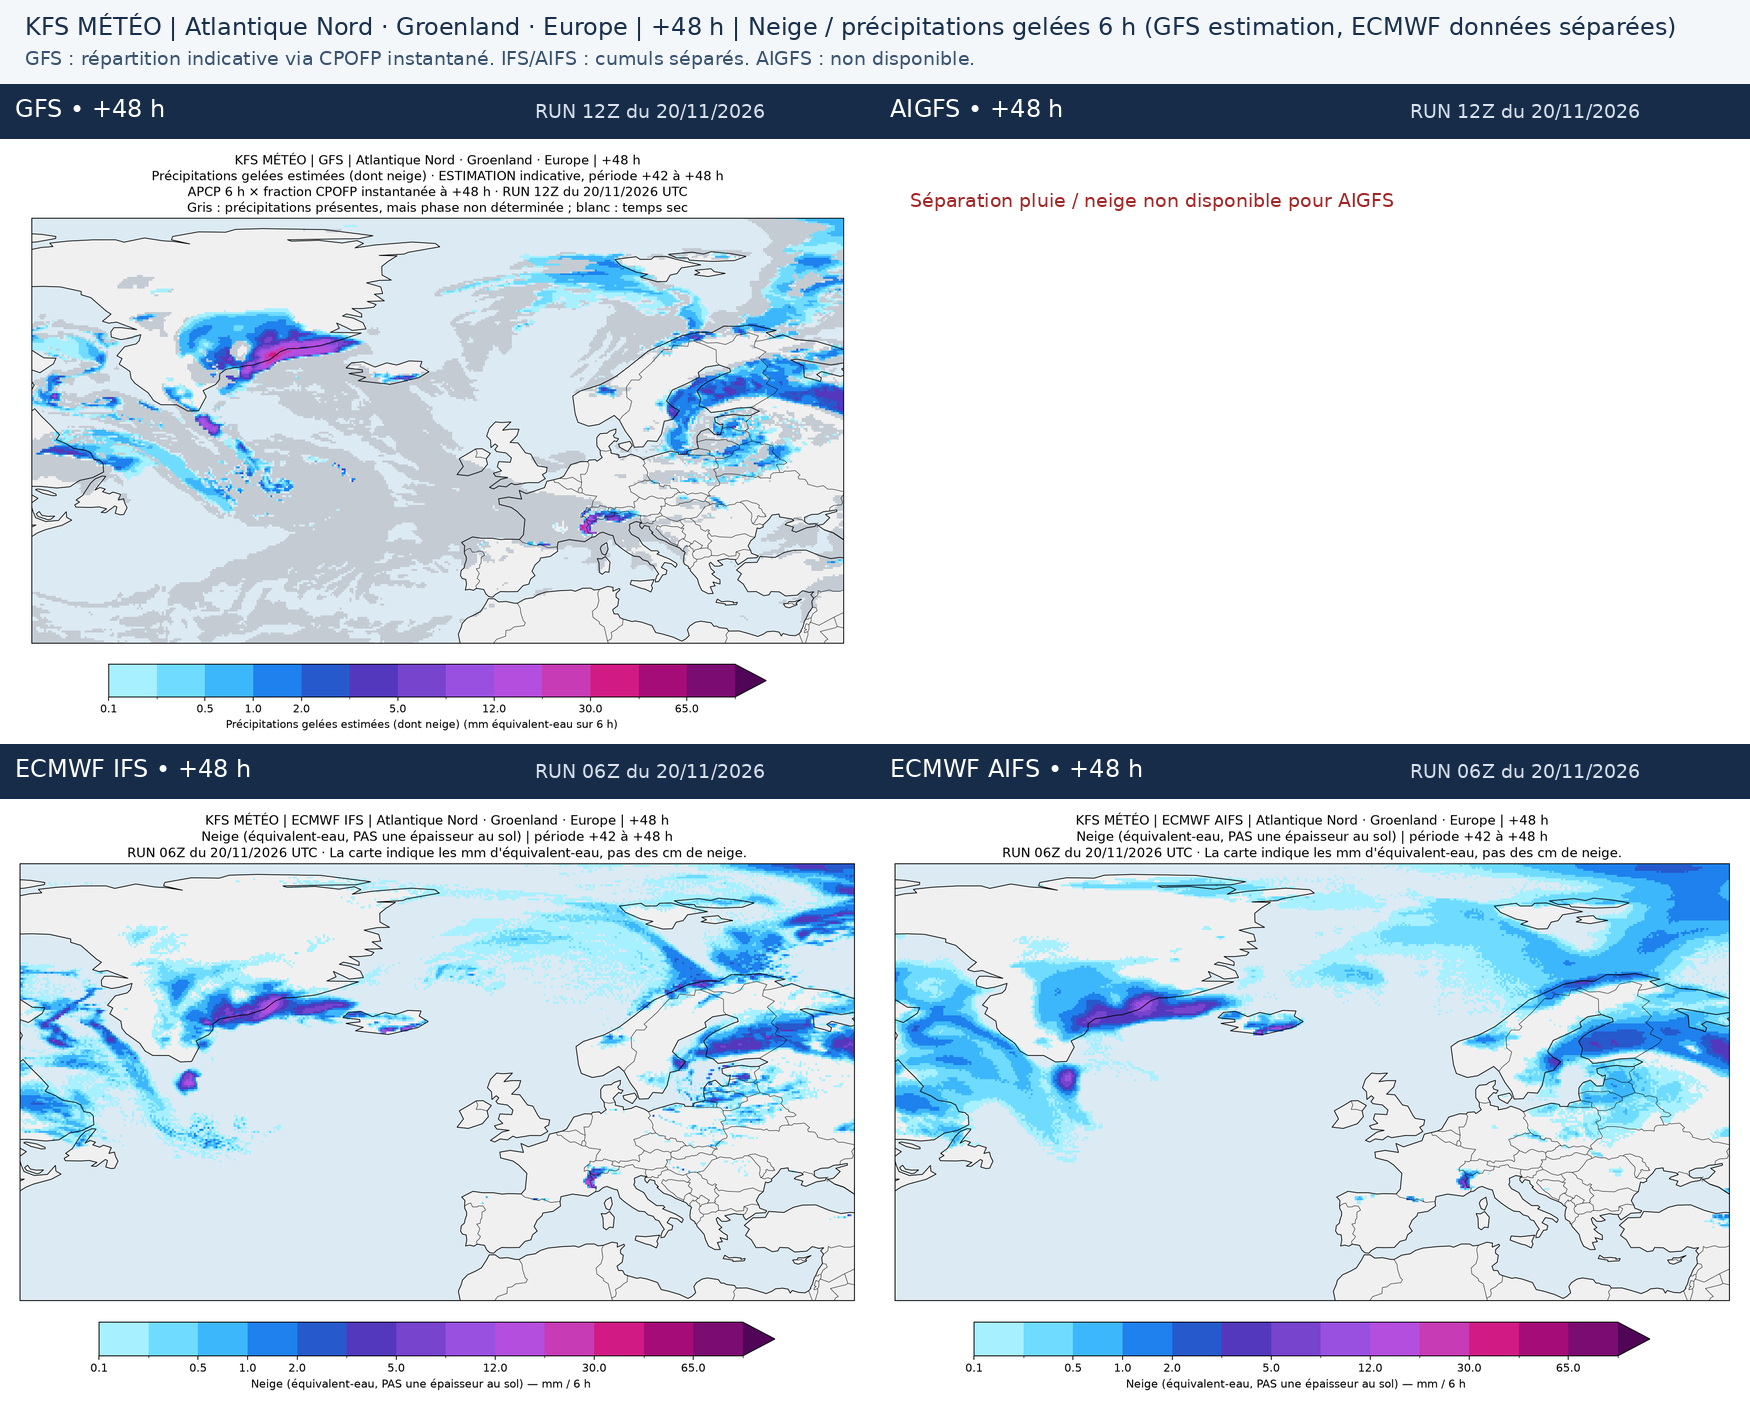 KFS MÉTÉO | Atlantique Nord · Groenland · Europe | +48 h | Neige / précipitations gelées 6 h (GFS estimation, ECMWF données séparées)
GFS : répartition indicative via CPOFP instantané. IFS/AIFS : cumuls séparés. AIGFS : non disponible.
GFS • +48 h
RUN 12Z du 20/11/2026
AIGFS • +48 h
RUN 12Z du 20/11/2026
KFS MÉTÉO | GFS | Atlantique Nord · Groenland · Europe | +48 h
Précipitations gelées estimées (dont neige) · ESTIMATION indicative, période +42 à +48 h
APCP 6 h × fraction CPOFP instantanée à +48 h · RUN 12Z du 20/11/2026 UTC
Gris : précipitations présentes, mais phase non déterminée ; blanc : temps sec
Séparation pluie / neige non disponible pour AIGFS
0.1 0.5 1.0 2.0 5.0 12.0 30.0 65.0
Précipitations gelées estimées (dont neige) (mm équivalent-eau sur 6 h)
ECMWF IFS • +48 h
RUN 06Z du 20/11/2026
ECMWF AIFS • +48 h
RUN 06Z du 20/11/2026
KFS MÉTÉO | ECMWF IFS | Atlantique Nord · Groenland · Europe | +48 h
Neige (équivalent-eau, PAS une épaisseur au sol) | période +42 à +48 h
RUN 06Z du 20/11/2026 UTC · La carte indique les mm d'équivalent-eau, pas des cm de neige.
KFS MÉTÉO | ECMWF AIFS | Atlantique Nord · Groenland · Europe | +48 h
Neige (équivalent-eau, PAS une épaisseur au sol) | période +42 à +48 h
RUN 06Z du 20/11/2026 UTC · La carte indique les mm d'équivalent-eau, pas des cm de neige.
0.1 0.5 1.0 2.0 5.0 12.0 30.0 65.0
Neige (équivalent-eau, PAS une épaisseur au sol) — mm / 6 h
0.1 0.5 1.0 2.0 5.0 12.0 30.0 65.0
Neige (équivalent-eau, PAS une épaisseur au sol) — mm / 6 h